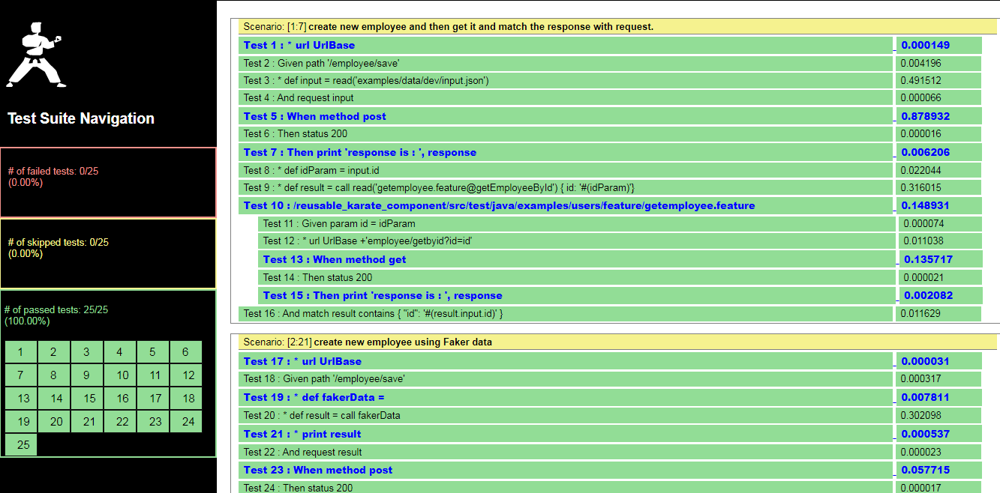 Test Suite Navigation
# of failed tests: 0/25
(0.00%)
# of skipped tests: 0/25
(0.00%)
# of passed tests: 25/25
(100.00%)
1 2 3 4 5 6
7 8 9 10 11 12
13 14 15 16 17 18
19 20 21 22 23 24
25
Scenario: [1:7] create new employee and then get it and match the response with request.
Test 1 : * url UrlBase 0.000149
Test 2 : Given path '/employee/save' 0.004196
Test 3 : * def input = read('examples/data/dev/input.json') 0.491512
Test 4 : And request input 0.000066
Test 5 : When method post 0.878932
Test 6 : Then status 200 0.000016
Test 7 : Then print 'response is : ', response 0.006206
Test 8 : * def idParam = input.id 0.022044
Test 9 : * def result = call read('getemployee.feature@getEmployeeById') { id: '#(idParam)'} 0.316015
Test 10 : /reusable_karate_component/src/test/java/examples/users/feature/getemployee.feature 0.148931
Test 11 : Given param id = idParam 0.000074
Test 12 : * url UrlBase +'employee/getbyid?id=id' 0.011038
Test 13 : When method get 0.135717
Test 14 : Then status 200 0.000021
Test 15 : Then print 'response is : ', response 0.002082
Test 16 : And match result contains { "id": '#(result.input.id)' } 0.011629
Scenario: [2:21] create new employee using Faker data
Test 17 : * url UrlBase 0.000031
Test 18 : Given path '/employee/save' 0.000317
Test 19 : * def fakerData = 0.007811
Test 20 : * def result = call fakerData 0.302098
Test 21 : * print result 0.000537
Test 22 : And request result 0.000023
Test 23 : When method post 0.057715
Test 24 : Then status 200 0.000017